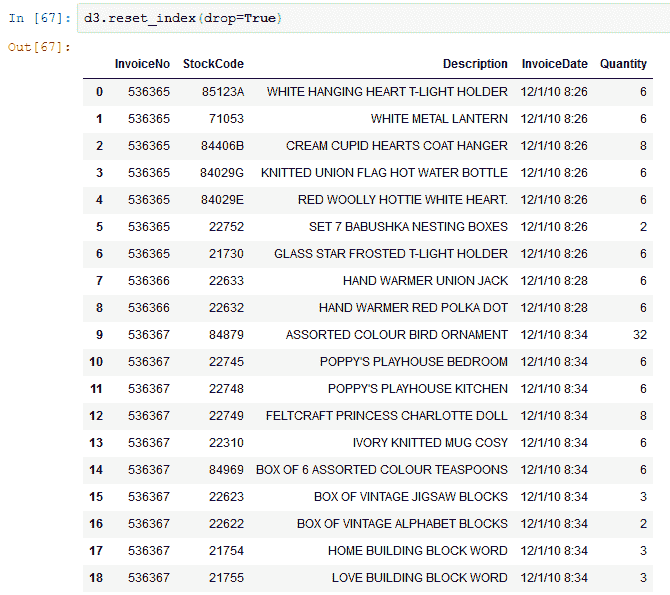 In [67]: d3.reset_index(drop=True)
Out[67]:
InvoiceNo StockCode Description InvoiceDate Quantity
0 536365 85123A WHITE HANGING HEART T-LIGHT HOLDER 12/1/10 8:26 6
1 536365 71053 WHITE METAL LANTERN 12/1/10 8:26 6
2 536365 84406B CREAM CUPID HEARTS COAT HANGER 12/1/10 8:26 8
3 536365 84029G KNITTED UNION FLAG HOT WATER BOTTLE 12/1/10 8:26 6
4 536365 84029E RED WOOLLY HOTTIE WHITE HEART. 12/1/10 8:26 6
5 536365 22752 SET 7 BABUSHKA NESTING BOXES 12/1/10 8:26 2
6 536365 21730 GLASS STAR FROSTED T-LIGHT HOLDER 12/1/10 8:26 6
7 536366 22633 HAND WARMER UNION JACK 12/1/10 8:28 6
8 536366 22632 HAND WARMER RED POLKA DOT 12/1/10 8:28 6
9 536367 84879 ASSORTED COLOUR BIRD ORNAMENT 12/1/10 8:34 32
10 536367 22745 POPPY'S PLAYHOUSE BEDROOM 12/1/10 8:34 6
11 536367 22748 POPPY'S PLAYHOUSE KITCHEN 12/1/10 8:34 6
12 536367 22749 FELTCRAFT PRINCESS CHARLOTTE DOLL 12/1/10 8:34 8
13 536367 22310 IVORY KNITTED MUG COSY 12/1/10 8:34 6
14 536367 84969 BOX OF 6 ASSORTED COLOUR TEASPOONS 12/1/10 8:34 6
15 536367 22623 BOX OF VINTAGE JIGSAW BLOCKS 12/1/10 8:34 3
16 536367 22622 BOX OF VINTAGE ALPHABET BLOCKS 12/1/10 8:34 2
17 536367 21754 HOME BUILDING BLOCK WORD 12/1/10 8:34 3
18 536367 21755 LOVE BUILDING BLOCK WORD 12/1/10 8:34 3